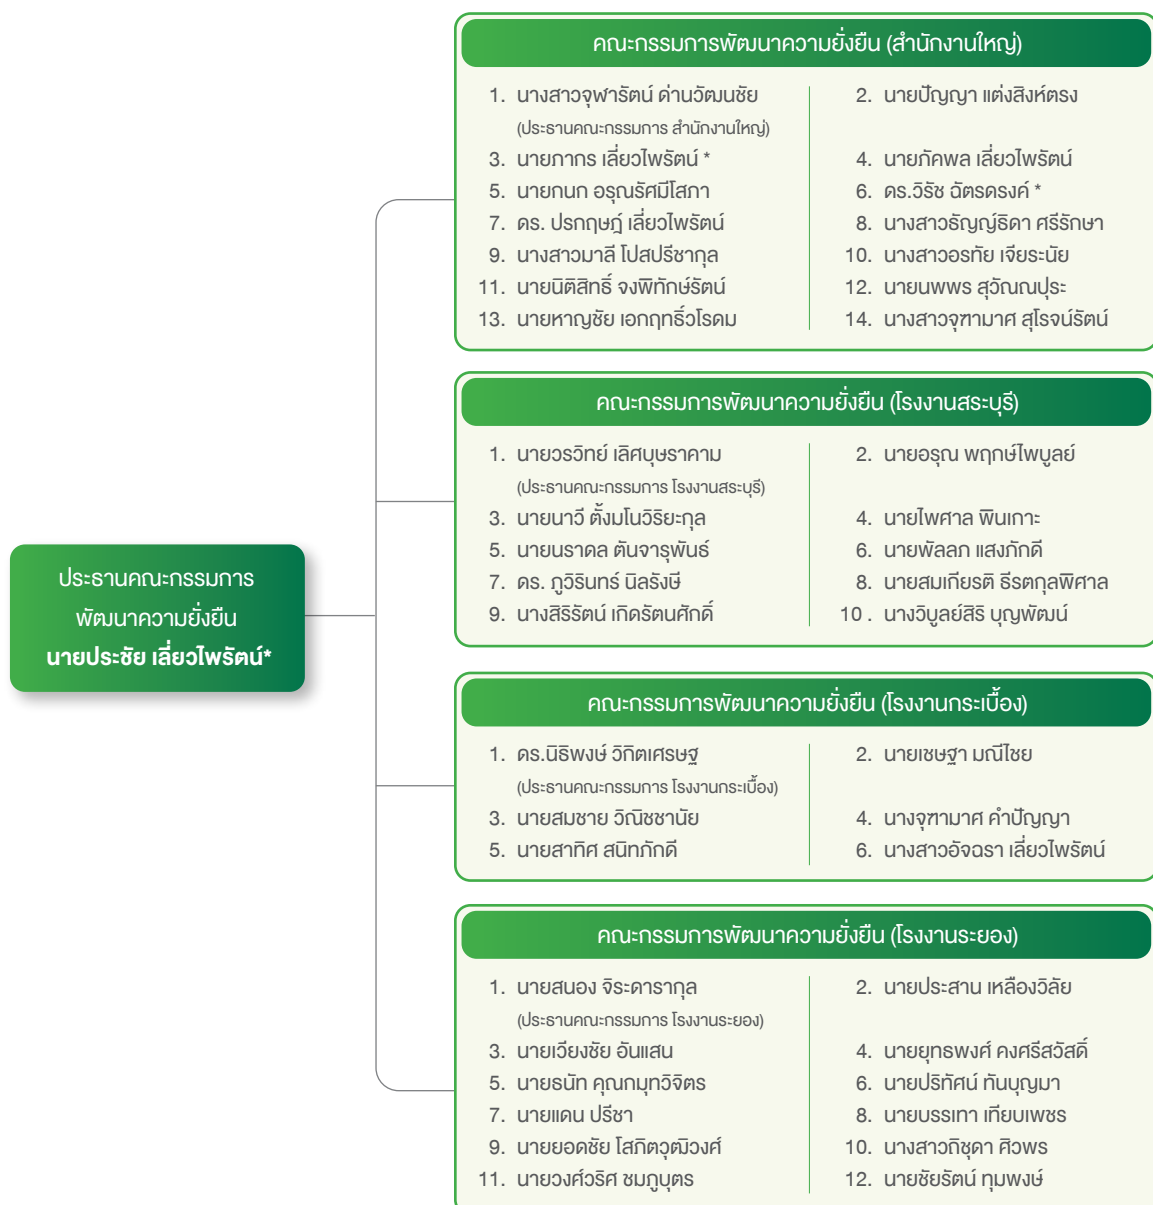 ประธานคณะกรรมการ
พัฒนาความยั่งยืน
นายประชัย เลี่ยวไพรัตน์*
คณะกรรมการพัฒนาความยั่งยืน (สำนักงานใหญ่)
1. นางสาวจุฬารัตน์ ด่านวัฒนชัย
(ประธานคณะกรรมการ สำนักงานใหญ่)
2. นายปัญญา แต่งสิงห์ตรง
3. นายภากร เลี่ยวไพรัตน์ *
4. นายภัคพล เลี่ยวไพรัตน์
5. นายกนก อรุณรัศมีโสภา
6. ดร.วิรัช ฉัตรดรงค์ *
7. ดร. ปรกฤษฎ์ เลี่ยวไพรัตน์
8. นางสาวธัญญ์ธิดา ศรีรักษา
9. นางสาวมาลี โปสปรีชากุล
10. นางสาวอรทัย เจียระนัย
11. นายนิติสิทธิ์ จงพิทักษ์รัตน์
12. นายนพพร สุวัณณปุระ
13. นายหาญชัย เอกฤทธิ์วโรดม
14. นางสาวจุฑามาศ สุโรจน์รัตน์
คณะกรรมการพัฒนาความยั่งยืน (โรงงานสระบุรี)
1. นายวรวิทย์ เลิศบุษราคาม
(ประธานคณะกรรมการ โรงงานสระบุรี)
2. นายอรุณ พฤกษ์ไพบูลย์
3. นายนาวี ตั้งมโนวิริยะกุล
4. นายไพศาล พินเกาะ
5. นายนราดล ตันจารุพันธ์
6. นายพัลลภ แสงภักดี
7. ดร. ภูวิรินทร์ นิลรังษี
8. นายสมเกียรติ ธีรตกุลพิศาล
9. นางสิริรัตน์ เกิดรัตนศักดิ์
10 . นางวิบูลย์สิริ บุญพัฒน์
คณะกรรมการพัฒนาความยั่งยืน (โรงงานกระเบื้อง)
1. ดร.นิธิพงษ์ วิกิตเศรษฐ
(ประธานคณะกรรมการ โรงงานกระเบื้อง)
2. นายเชษฐา มณีไชย
3. นายสมชาย วิณิชชานัย
4. นางจุฑามาศ คำปัญญา
5. นายสาทิศ สนิทภักดี
6. นางสาวอัจฉรา เลี่ยวไพรัตน์
คณะกรรมการพัฒนาความยั่งยืน (โรงงานระยอง)
1. นายสนอง จิระดารากุล
(ประธานคณะกรรมการ โรงงานระยอง)
2. นายประสาน เหลืองวิลัย
3. นายเวียงชัย อันแสน
4. นายยุทธพงศ์ คงศรีสวัสดิ์
5. นายธนัท คุณกมุทวิจิตร
6. นายปริทัศน์ ทันบุญมา
7. นายแดน ปรีชา
8. นายบรรเทา เทียบเพชร
9. นายยอดชัย โสภิตวุฒิวงศ์
10. นางสาวถิชุดา ศิวพร
11. นายวงศ์วริศ ชมภูบุตร
12. นายชัยรัตน์ ทุมพงษ์